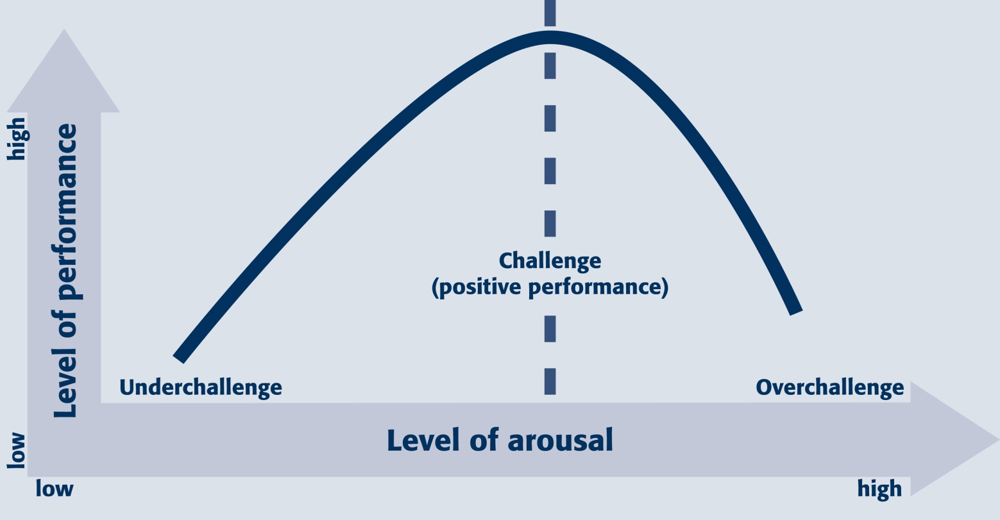 high
Level of performance
low
Challenge
(positive performance)
Underchallenge
Overchallenge
Level of arousal
low
high